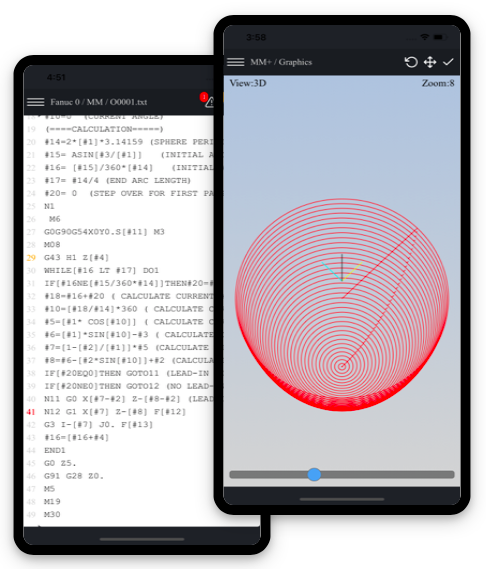 4:51
Fanuc 0 / MM / O0001.txt
1
18 #10=0 (CURRENT ANGLE)
19 (====CALCULATION=====)
20 #14=2*[#1]*3.14159 (SPHERE PERI
21 #15= ASIN[#3/[#1]] (INITIAL A
22 #16= [#15]/360*[#14] (INITIAL
23 #17= #14/4 (END ARC LENGTH)
24 #20= 0 (STEP OVER FOR FIRST PA
25 N1
26 M6
27 G0G90G54X0Y0.S[#11] M3
28 M08
29 G43 H1 Z[#4]
30 WHILE[#16 LT #17] DO1
31 IF[#16NE[#15/360*#14]]THEN#20=#
32 #18=#16+#20 ( CALCULATE CURRENT
33 #10=[#18/#14]*360 ( CALCULATE C
34 #5=[#1* COS[#10]] ( CALCULATE C
35 #6=[#1]*SIN[#10]-#3 ( CALCULATE
36 #7=[1-[#2]/[#1]]*#5 (CALCULATE
37 #8=#6-[#2*SIN[#10]]+#2 (CALCULA
38 IF[#20EQ0]THEN GOTO11 (LEAD-IN
39 IF[#20NE0]THEN GOTO12 (NO LEAD-
40 N11 G0 X[#7-#2] Z-[#8-#2] (LEAD
41 N12 G1 X[#7] Z-[#8] F[#12]
42 G3 I-[#7] J0. F[#13]
43 #16=[#16+#4]
44 END1
45 G0 Z5.
46 G91 G28 Z0.
47 M5
48 M19
49 M30
3:58
MM+ / Graphics
View:3D Zoom:8